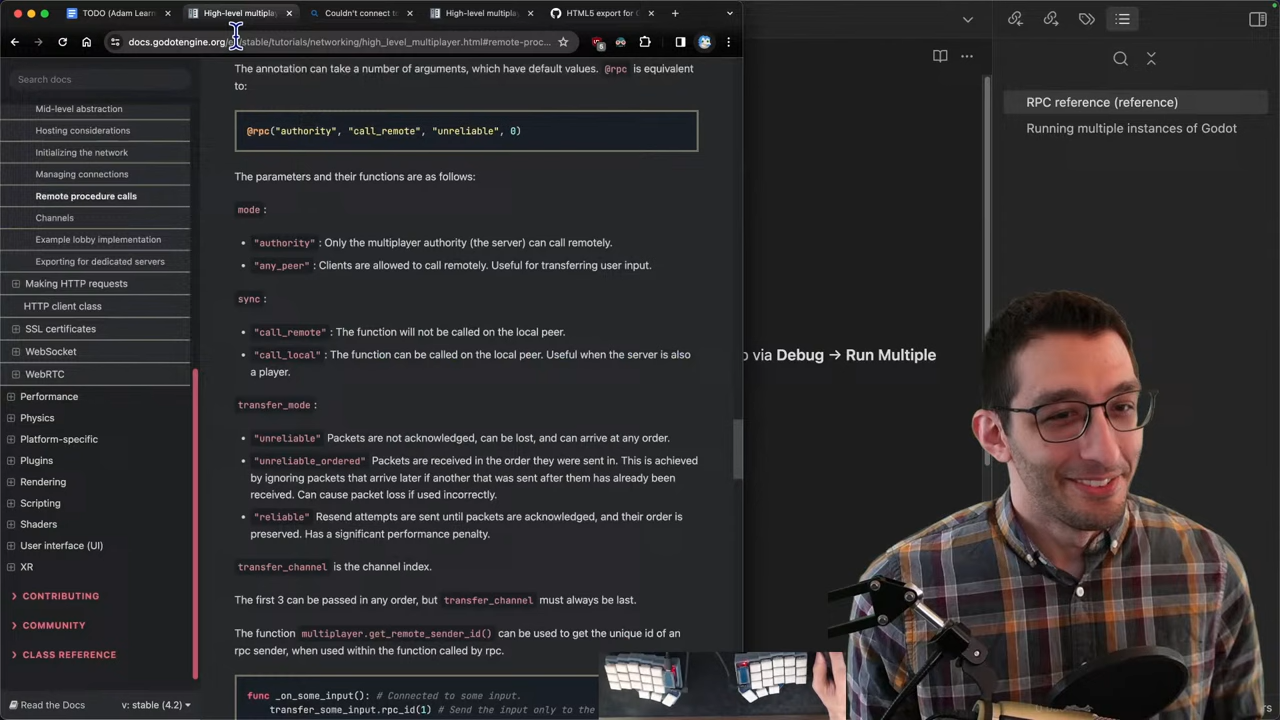 TODO (Adam Learn
High-level multiplay
Couldn't connect to
High-level multiplay
HTML5 export for G
docs.godotengine.org/en/stable/tutorials/networking/high_level_multiplayer.html#remote-proc...
Search docs
Mid-level abstraction
Hosting considerations
Initializing the network
Managing connections
Remote procedure calls
Channels
Example lobby implementation
Exporting for dedicated servers
Making HTTP requests
HTTP client class
SSL certificates
WebSocket
WebRTC
Performance
Physics
Platform-specific
Plugins
Rendering
Scripting
Shaders
User interface (UI)
XR
CONTRIBUTING
COMMUNITY
CLASS REFERENCE
Read the Docs
v: stable (4.2)
The annotation can take a number of arguments, which have default values. @rpc is equivalent
to:
@rpc("authority", "call_remote", "unreliable", 0)
The parameters and their functions are as follows:
mode :
• "authority" : Only the multiplayer authority (the server) can call remotely.
• "any_peer" : Clients are allowed to call remotely. Useful for transferring user input.
sync :
• "call_remote" : The function will not be called on the local peer.
• "call_local" : The function can be called on the local peer. Useful when the server is also
a player.
transfer_mode :
• "unreliable" Packets are not acknowledged, can be lost, and can arrive at any order.
• "unreliable_ordered" Packets are received in the order they were sent in. This is achieved
by ignoring packets that arrive later if another that was sent after them has already been
received. Can cause packet loss if used incorrectly.
• "reliable" Resend attempts are sent until packets are acknowledged, and their order is
preserved. Has a significant performance penalty.
transfer_channel is the channel index.
The first 3 can be passed in any order, but transfer_channel must always be last.
The function multiplayer.get_remote_sender_id() can be used to get the unique id of an
rpc sender, when used within the function called by rpc.
func _on_some_input(): # Connected to some input.
transfer_some_input.rpc_id(1) # Send the input only to the
via Debug → Run Multiple
RPC reference (reference)
Running multiple instances of Godot